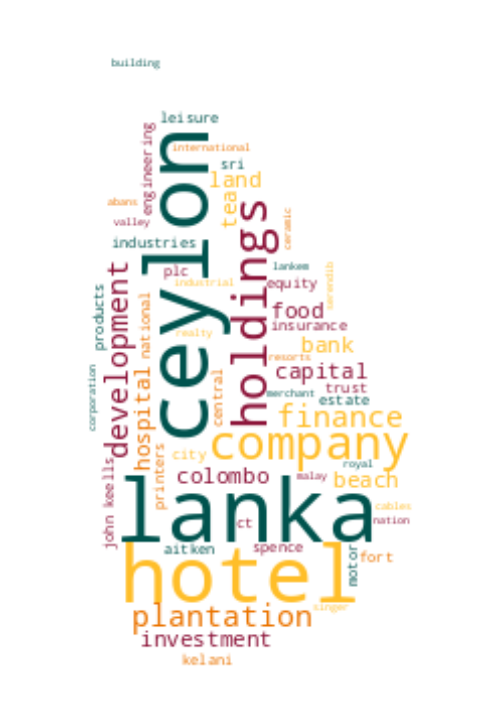 building
leisure
engineering
international
ceylon
sri
land
abans
tea
valley
holdings
ceramic
industries
plc
lankem
development
industrial
equity
serendib
products
national
food
insurance
realty
bank
resorts
corporation
hospital
central
capital
merchant
trust
estate
finance
company
city
royal
john keells
printers
colombo
malay
beach
lanka
cables
ct
nation
aitken
spence
motor
fort
hotel
singer
plantation
investment
kelani